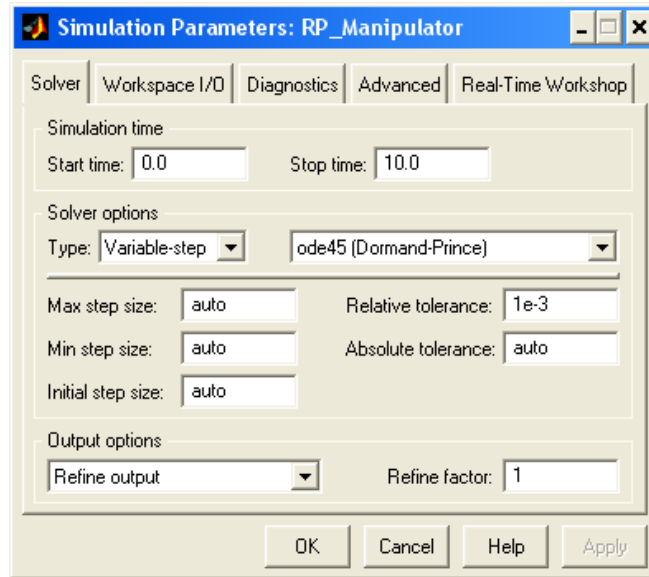 Simulation Parameters: RP_Manipulator
Solver Workspace I/O Diagnostics Advanced Real-Time Workshop
Simulation time
Start time: 0.0 Stop time: 10.0
Solver options
Type: Variable-step ode45 (Dormand-Prince)
Max step size: auto Relative tolerance: 1e-3
Min step size: auto Absolute tolerance: auto
Initial step size: auto
Output options
Refine output Refine factor: 1
OK Cancel Help Apply